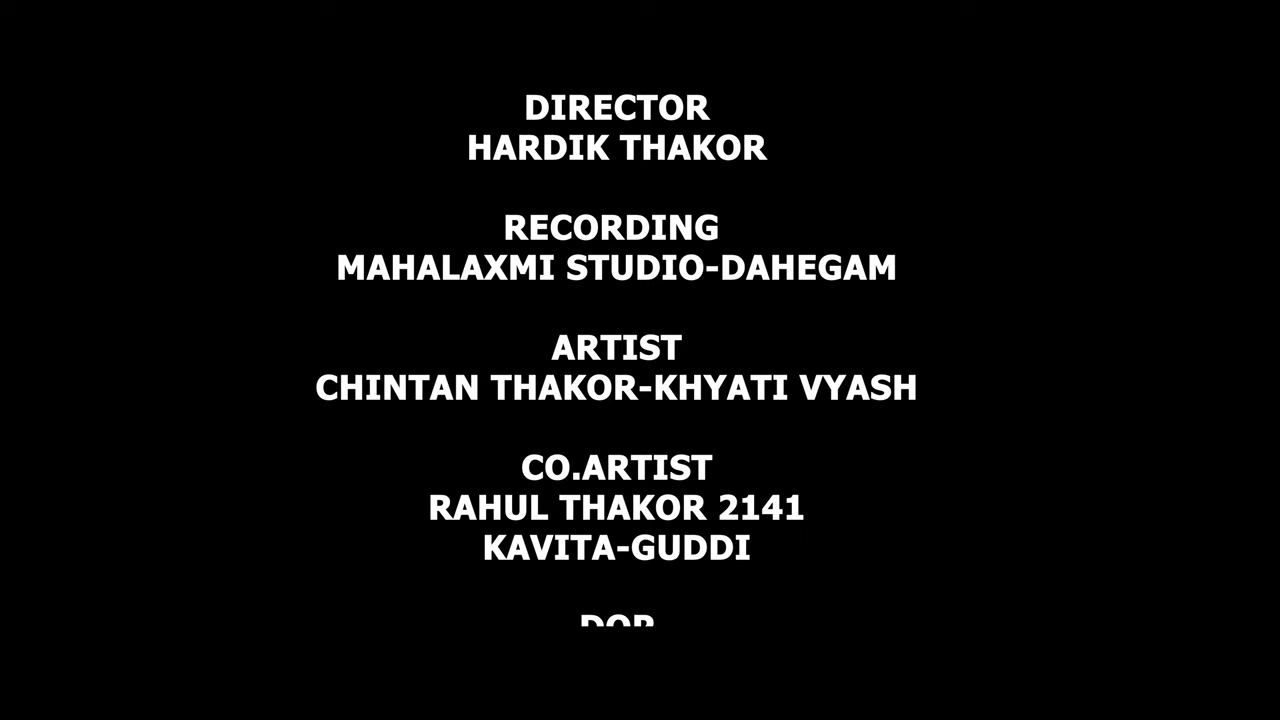 DIRECTOR
HARDIK THAKOR
RECORDING
MAHALAXMI STUDIO-DAHEGAM
ARTIST
CHINTAN THAKOR-KHYATI VYASH
CO.ARTIST
RAHUL THAKOR 2141
KAVITA-GUDDI
DOP